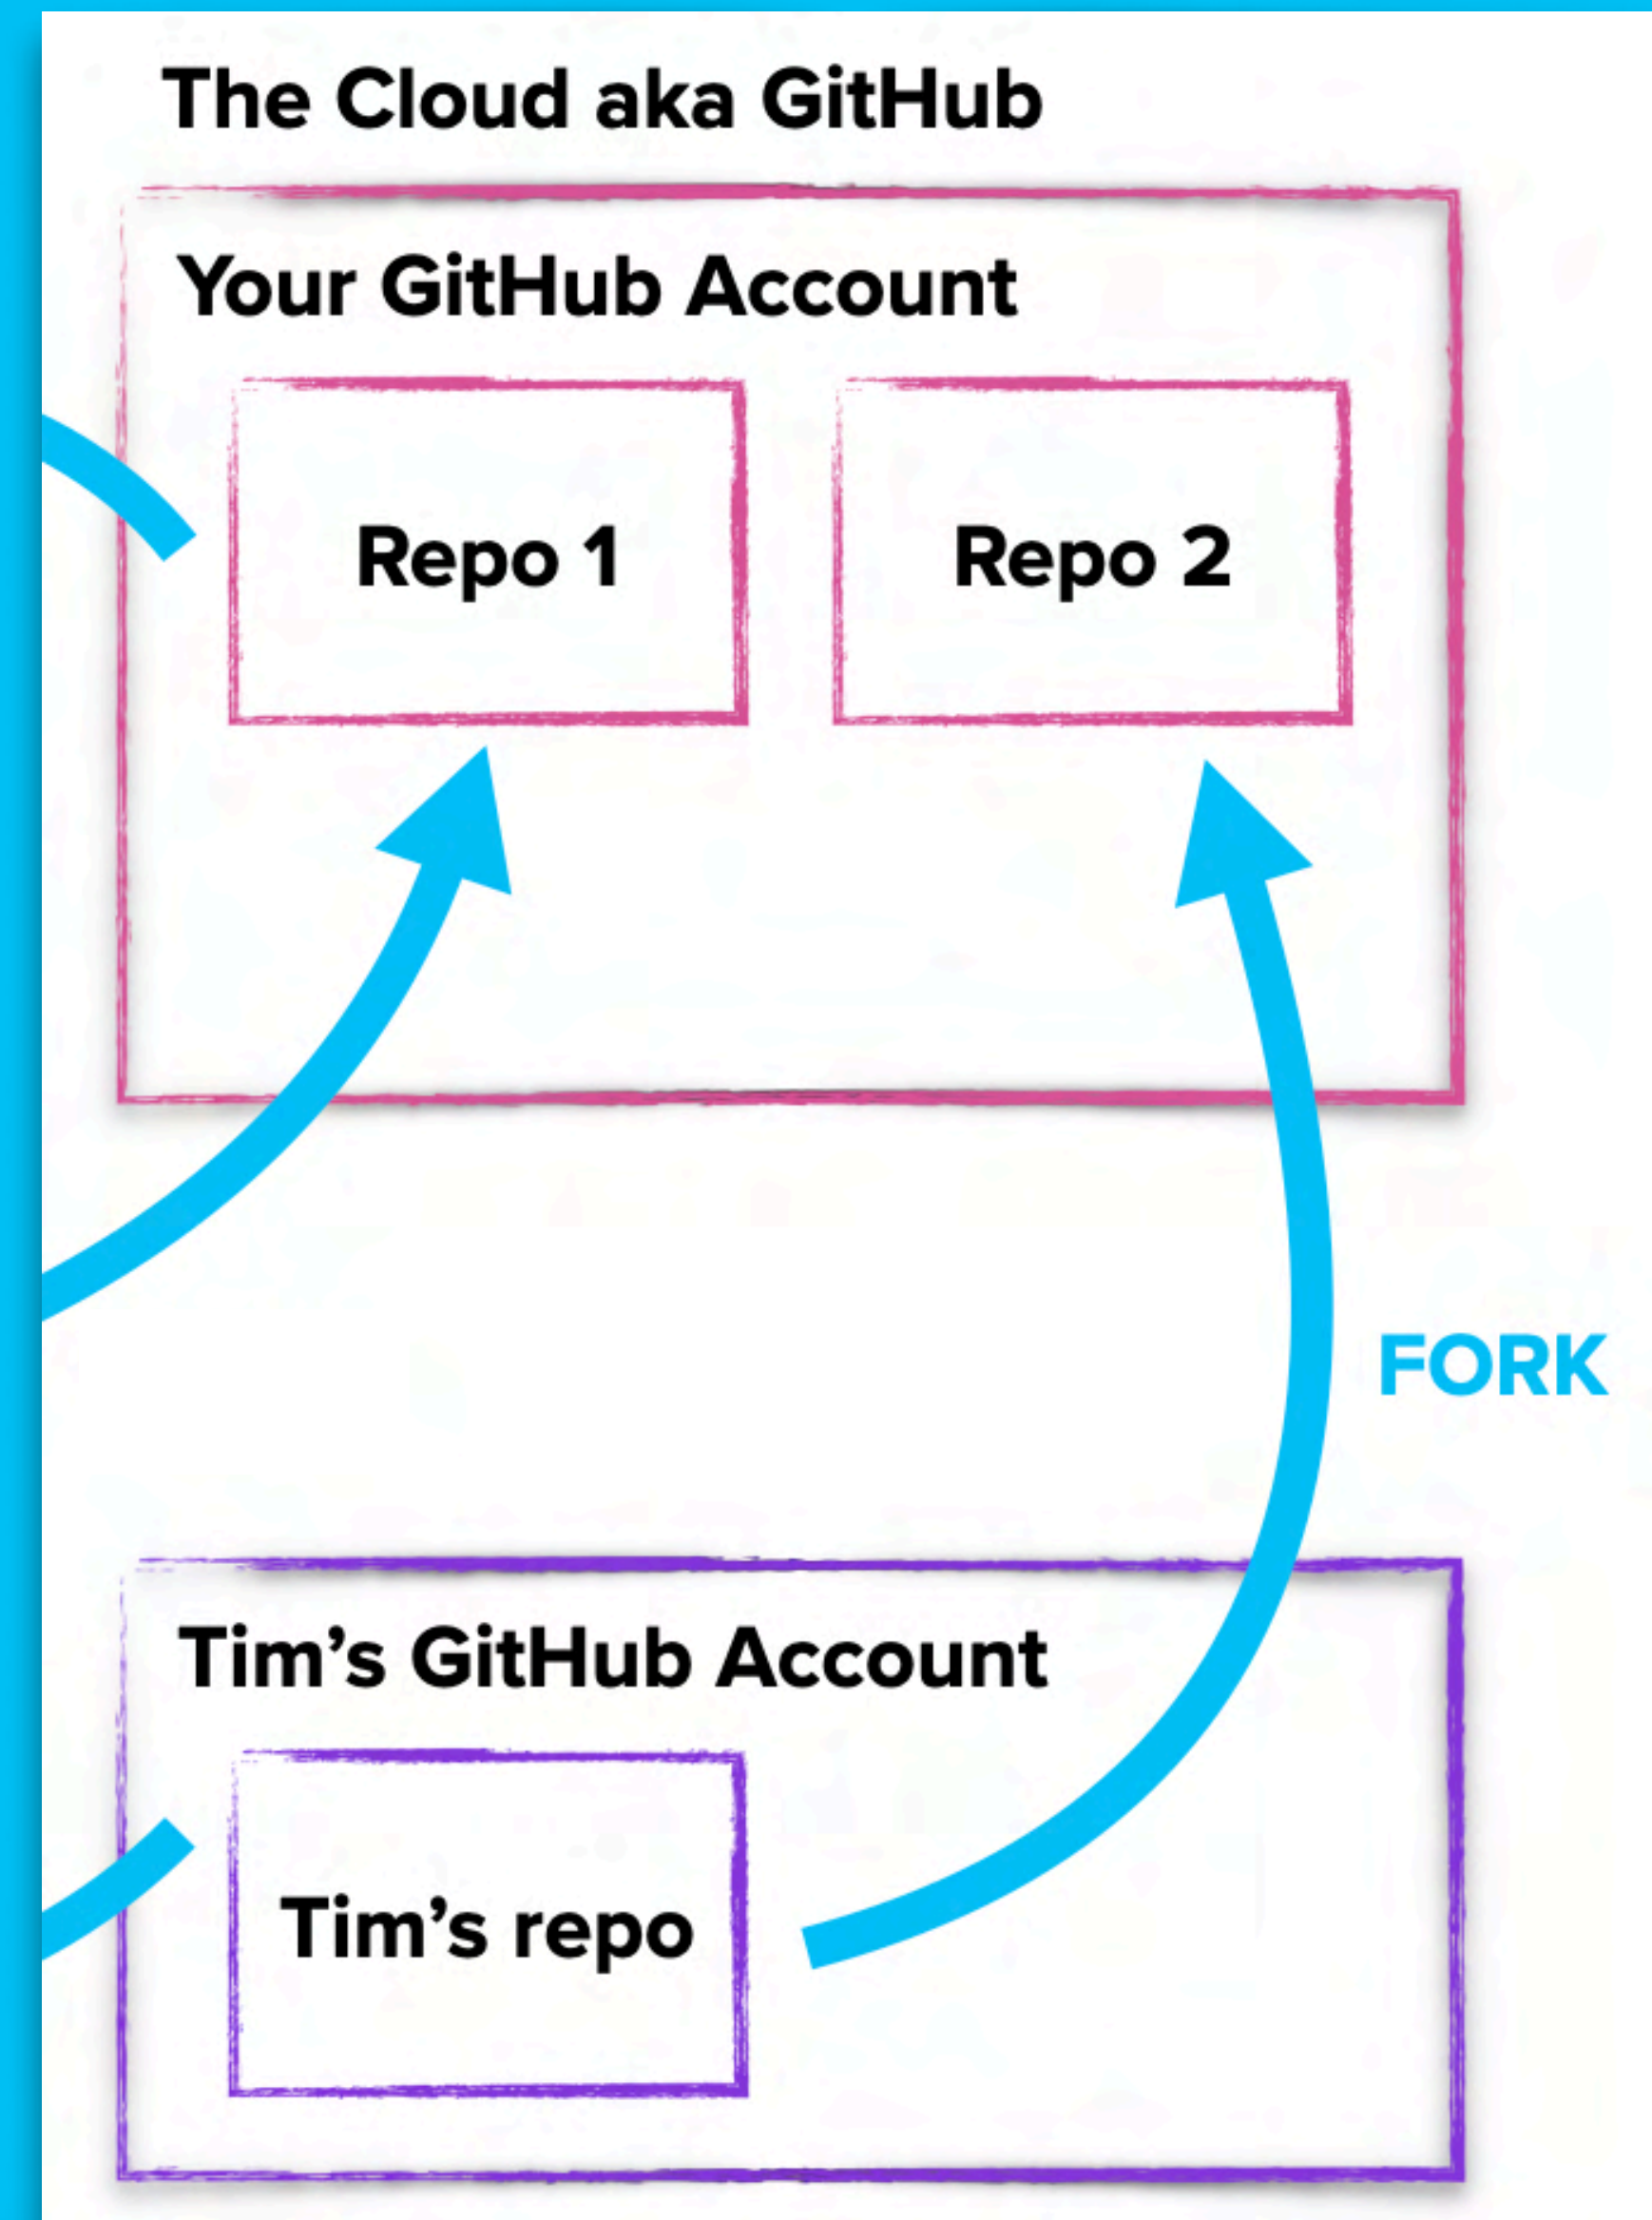 The Cloud aka GitHub
Your GitHub Account
Repo 1
Repo 2
FORK
Tim’s GitHub Account
Tim’s repo